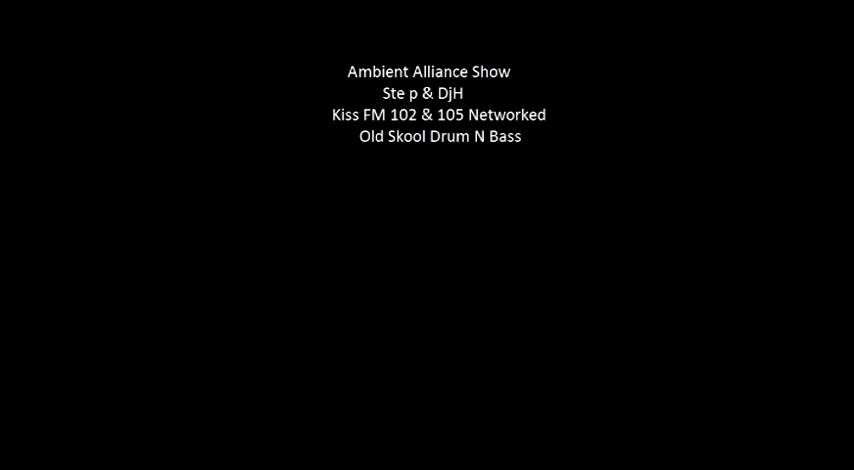 Ambient Alliance Show
Ste p & DjH
Kiss FM 102 & 105 Networked
Old Skool Drum N Bass